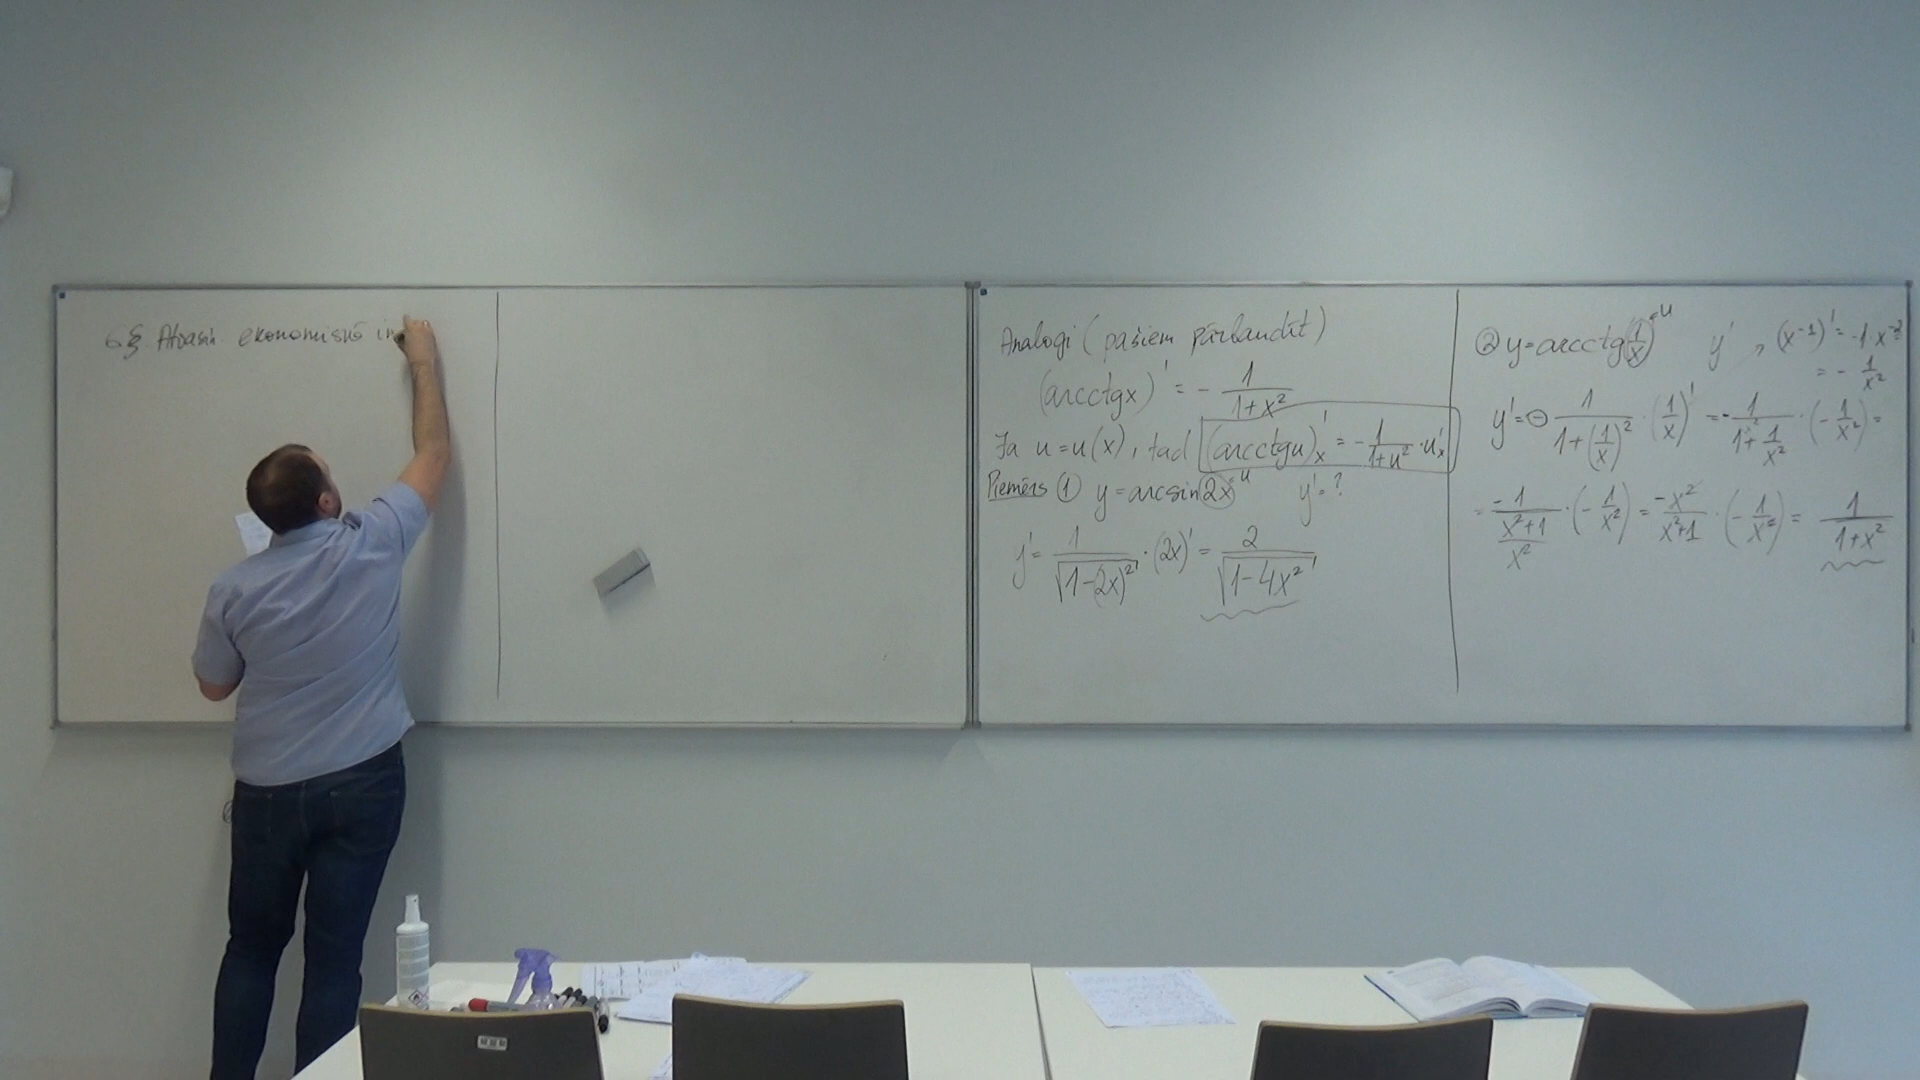 6.§ Atvasin. ekonomiskā in
Analogi (pašiem pārbaudīt)
(arcctgx)' = - 1/(1+x²)
Ja u=u(x), tad (arcctgu)'ₓ = - 1/(1+u²) · u'ₓ
Piemērs ① y=arcsin2x =u y'=?
y' = 1/√(1-(2x)²) · (2x)' = 2/√(1-4x²)
② y=arcctg(1/x) =u y', (x⁻¹)' = -1·x⁻²
= - 1/x²
y' = ⊖ 1/(1+(1/x)²) · (1/x)' = - 1/(1+1/x²) · (-1/x²) =
= -1/((x²+1)/x²) · (-1/x²) = -x²/(x²+1) · (-1/x²) = 1/(1+x²)